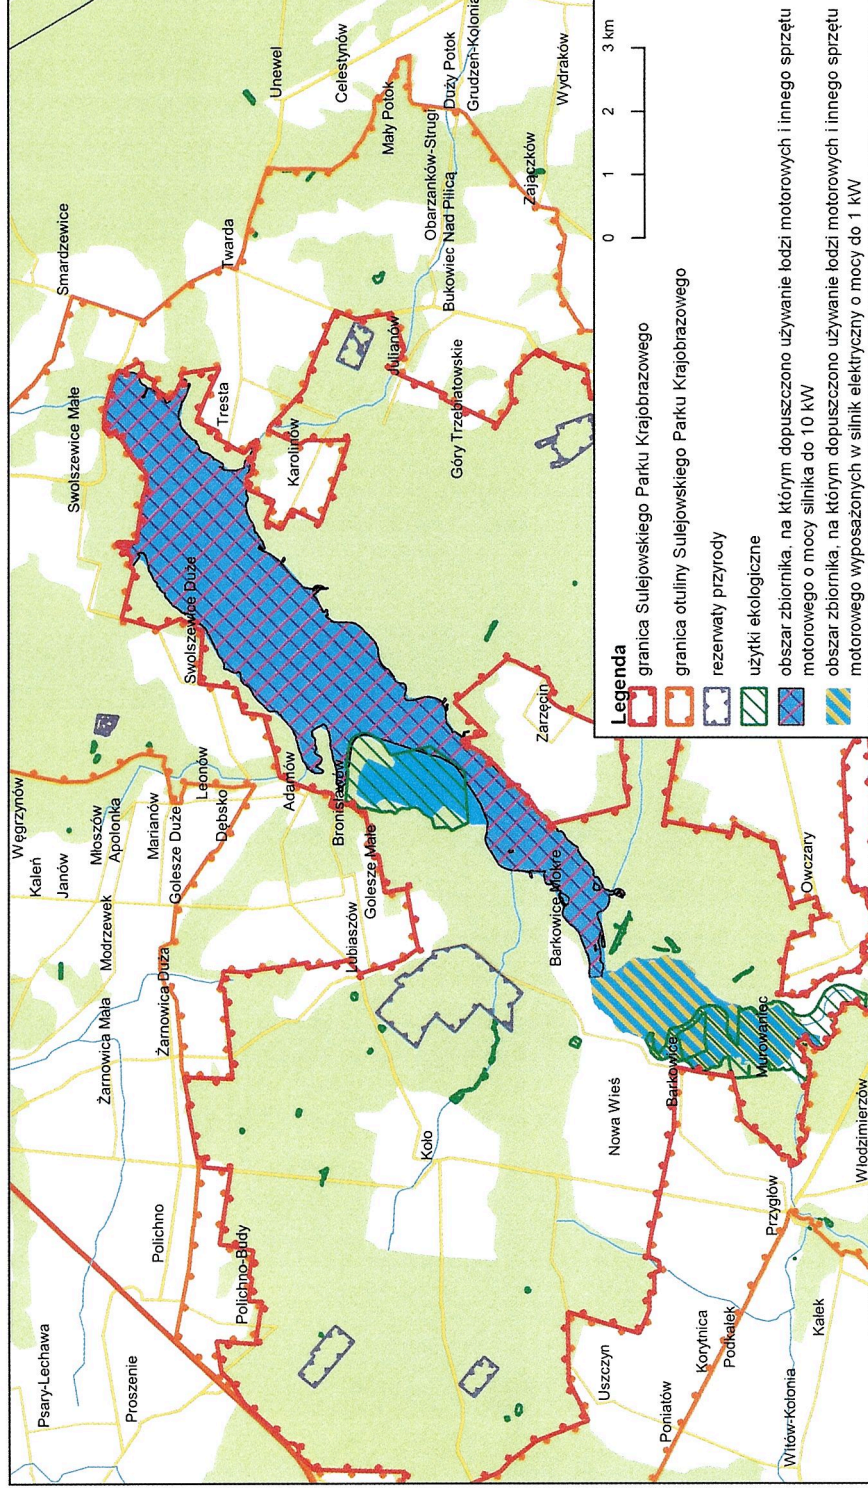 Unewel
Celestynów
Mały Potok
Duży Potok
Grudzeń-Kolonia
Wydraków
Smardzewice
Twarda
Obarzanków-Strugi
Bukowiec Nad Pilicą
Zajączków
Swolszewice Małe
Tresta
Karolinów
Julianów
Góry Trzebiatowskie
Swolszewice Duże
Zarzęcin
Węgrzynów
Kaleń
Janów
Młoszów
Apolonka
Marianów
Leonów
Golesze Duże
Dębsko
Adamów
Bronisławów
Golesze Małe
Lubiaszów
Modrzewek
Żarnowica Duża
Żarnowica Mała
Barkowice Mokre
Owczary
Murowaniec
Barkowice
Nowa Wieś
Koło
Włodzimierzów
Przygłów
Polichno
Polichno-Budy
Psary-Lechawa
Proszenie
Uszczyn
Korytnica
Podkałek
Poniatów
Witów-Kolonia
Kałek
0 1 2 3 km
Legenda
granica Sulejowskiego Parku Krajobrazowego
granica otuliny Sulejowskiego Parku Krajobrazowego
rezerwaty przyrody
użytki ekologiczne
obszar zbiornika, na którym dopuszczono używanie łodzi motorowych i innego sprzętu
motorowego o mocy silnika do 10 kW
obszar zbiornika, na którym dopuszczono używanie łodzi motorowych i innego sprzętu
motorowego wyposażonych w silnik elektryczny o mocy do 1 kW